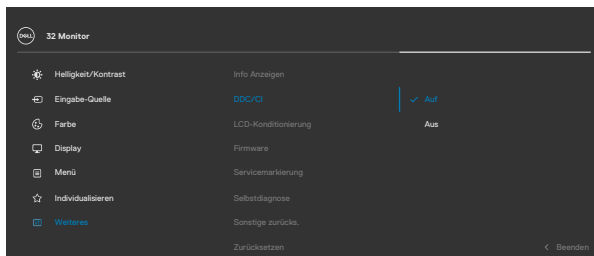 DELL 32 Monitor
Helligkeit/Kontrast Info Anzeigen
Eingabe-Quelle DDC/CI ✓ Auf
Farbe LCD-Konditionierung Aus
Display Firmware
Menü Servicemarkierung
Individualisieren Selbstdiagnose
Weiteres Sonstige zurücks.
Zurücksetzen < Beenden